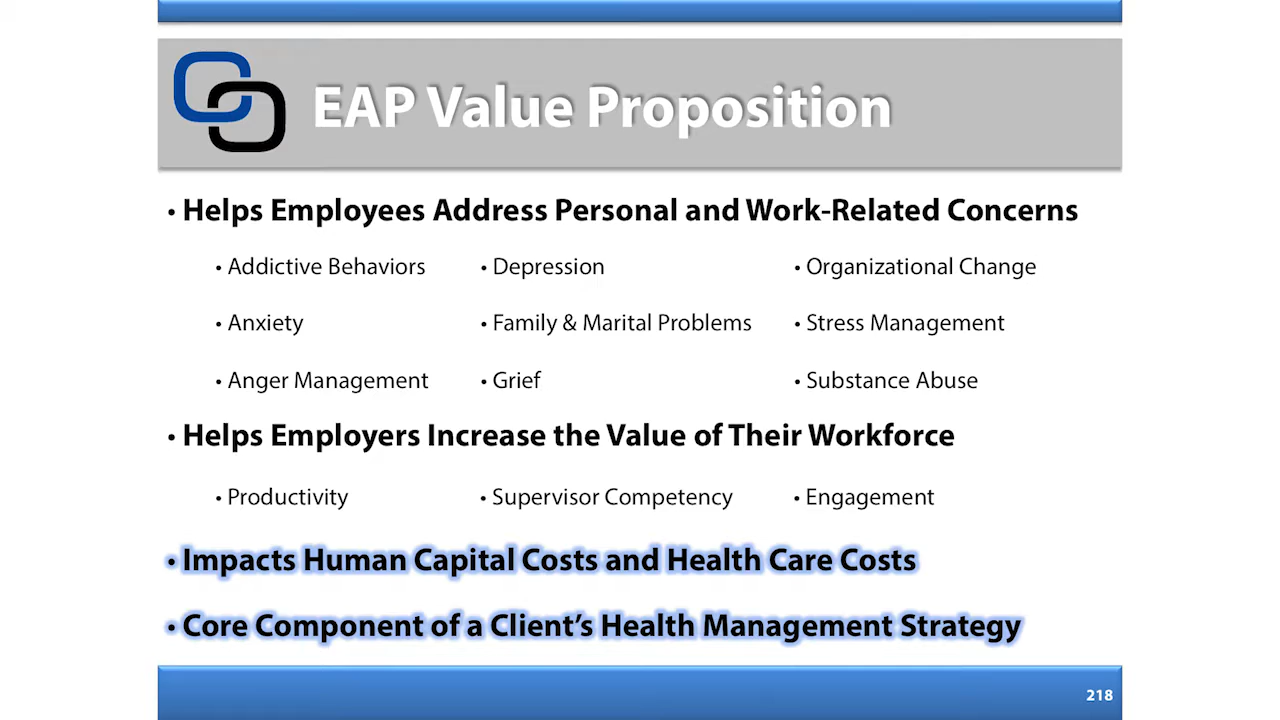 EAP Value Proposition
• Helps Employees Address Personal and Work-Related Concerns
• Addictive Behaviors • Depression • Organizational Change
• Anxiety • Family & Marital Problems • Stress Management
• Anger Management • Grief • Substance Abuse
• Helps Employers Increase the Value of Their Workforce
• Productivity • Supervisor Competency • Engagement
• Impacts Human Capital Costs and Health Care Costs
• Core Component of a Client’s Health Management Strategy
218